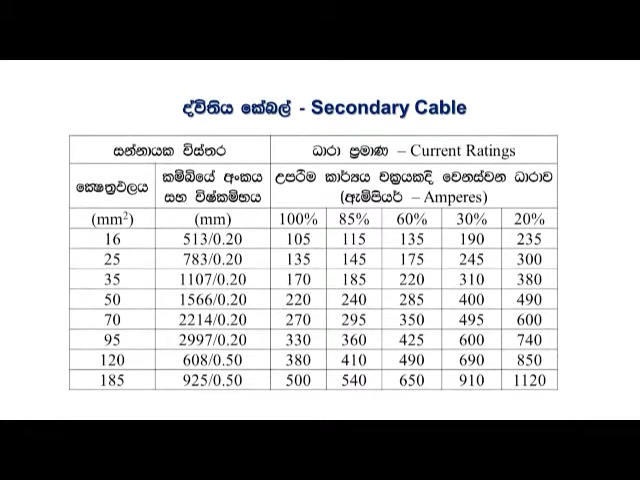 ද්විතිය කේබල් - Secondary Cable
සන්නායක විස්තර ධාරා ප්‍රමාණ – Current Ratings
ක්‍ෂෙත්‍රඵලය කම්බියේ අංකය සහ විෂ්කම්භය උපරිම කාර්යය චක්‍රයකදි වෙනස්වන ධාරාව (ඇම්පියර් – Amperes)
(mm²) (mm) 100% 85% 60% 30% 20%
16 513/0.20 105 115 135 190 235
25 783/0.20 135 145 175 245 300
35 1107/0.20 170 185 220 310 380
50 1566/0.20 220 240 285 400 490
70 2214/0.20 270 295 350 495 600
95 2997/0.20 330 360 425 600 740
120 608/0.50 380 410 490 690 850
185 925/0.50 500 540 650 910 1120